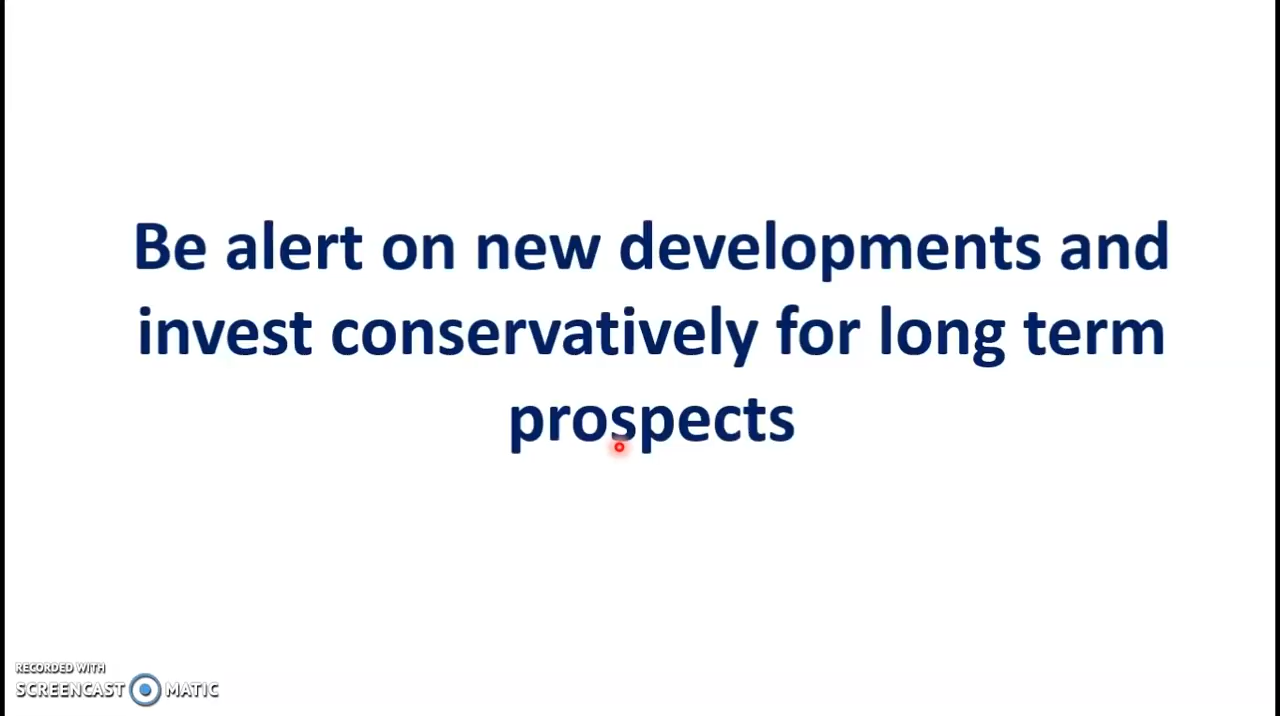 Be alert on new developments and
invest conservatively for long term
prospects
RECORDED WITH
SCREENCAST MATIC